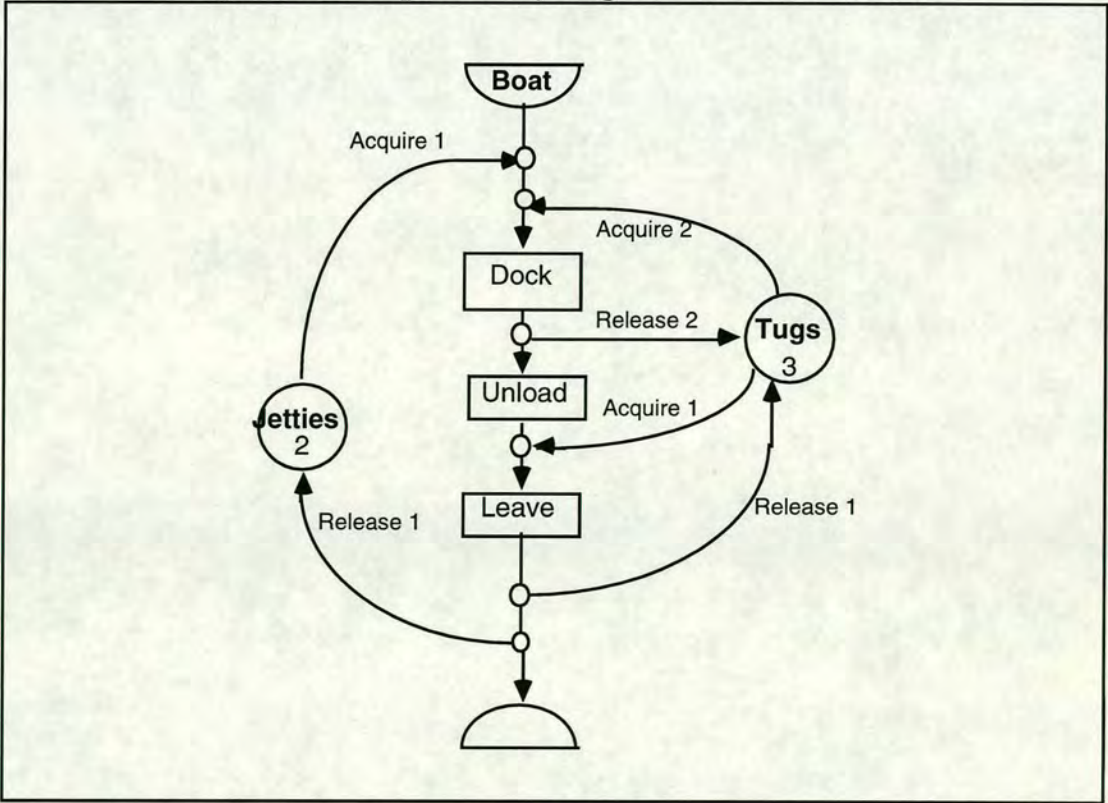 Boat
Acquire 1
Acquire 2
Dock
Release 2
Tugs
3
Unload
Acquire 1
Jetties
2
Leave
Release 1
Release 1